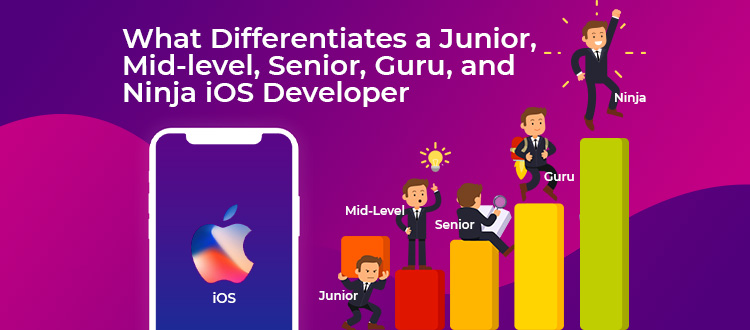 What Differentiates a Junior,
Mid-level, Senior, Guru, and
Ninja iOS Developer
Ninja
Guru
Mid-Level
Senior
Junior
iOS